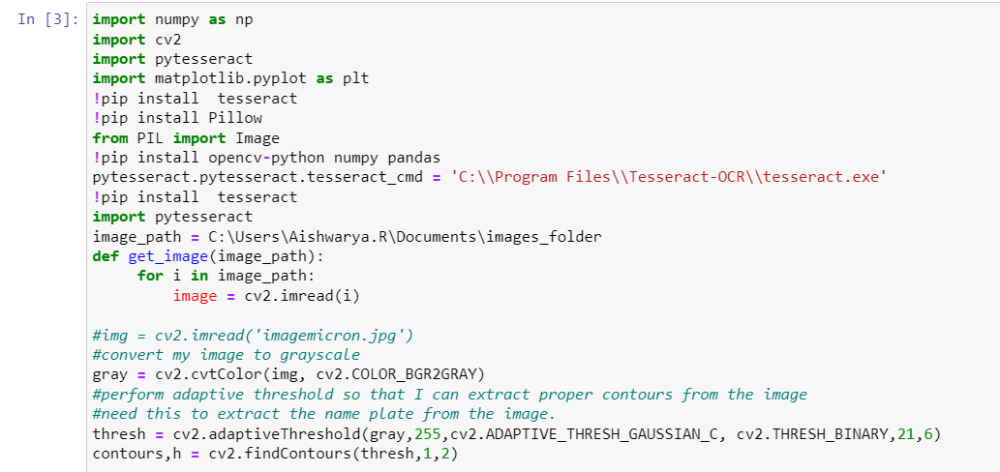 In [3]: import numpy as np
import cv2
import pytesseract
import matplotlib.pyplot as plt
!pip install  tesseract
!pip install Pillow
from PIL import Image
!pip install opencv-python numpy pandas
pytesseract.pytesseract.tesseract_cmd = 'C:\\Program Files\\Tesseract-OCR\\tesseract.exe'
!pip install  tesseract
import pytesseract
image_path = C:\Users\Aishwarya.R\Documents\images_folder
def get_image(image_path):
     for i in image_path:
         image = cv2.imread(i)

#img = cv2.imread('imagemicron.jpg')
#convert my image to grayscale
gray = cv2.cvtColor(img, cv2.COLOR_BGR2GRAY)
#perform adaptive threshold so that I can extract proper contours from the image
#need this to extract the name plate from the image.
thresh = cv2.adaptiveThreshold(gray,255,cv2.ADAPTIVE_THRESH_GAUSSIAN_C, cv2.THRESH_BINARY,21,6)
contours,h = cv2.findContours(thresh,1,2)